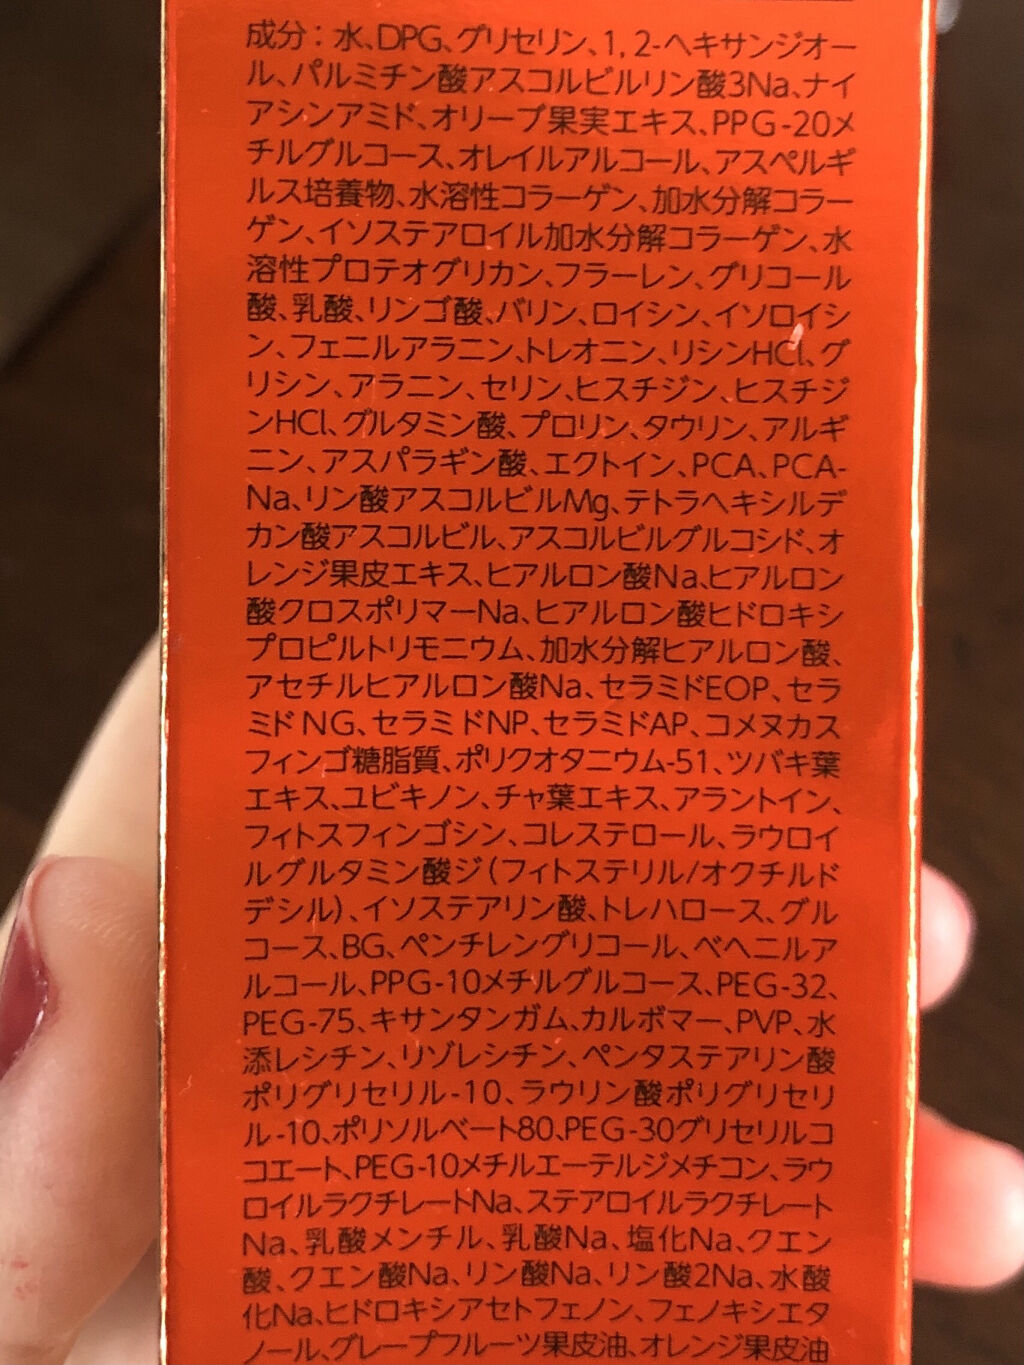 成分：水、DPG、グリセリン、1, 2-ヘキサンジオー
ル、パルミチン酸アスコルビルリン酸3Na、ナイ
アシンアミド、オリーブ果実エキス、PPG-20メ
チルグルコース、オレイルアルコール、アスペルギ
ルス培養物、水溶性コラーゲン、加水分解コラー
ゲン、イソステアロイル加水分解コラーゲン、水
溶性プロテオグリカン、フラーレン、グリコール
酸、乳酸、リンゴ酸、バリン、ロイシン、イソロイシ
ン、フェニルアラニン、トレオニン、リシンHCl、グ
リシン、アラニン、セリン、ヒスチジン、ヒスチジ
ンHCl、グルタミン酸、プロリン、タウリン、アルギ
ニン、アスパラギン酸、エクトイン、PCA、PCA-
Na、リン酸アスコルビルMg、テトラヘキシルデ
カン酸アスコルビル、アスコルビルグルコシド、オ
レンジ果皮エキス、ヒアルロン酸Na、ヒアルロン
酸クロスポリマーNa、ヒアルロン酸ヒドロキシ
プロピルトリモニウム、加水分解ヒアルロン酸、
アセチルヒアルロン酸Na、セラミドEOP、セラ
ミドNG、セラミドNP、セラミドAP、コメヌカス
フィンゴ糖脂質、ポリクオタニウム-51、ツバキ葉
エキス、ユビキノン、チャ葉エキス、アラントイン、
フィトスフィンゴシン、コレステロール、ラウロイ
ルグルタミン酸ジ（フィトステリル/オクチルド
デシル）、イソステアリン酸、トレハロース、グル
コース、BG、ペンチレングリコール、ベヘニルア
ルコール、PPG-10メチルグルコース、PEG-32、
PEG-75、キサンタンガム、カルボマー、PVP、水
添レシチン、リゾレシチン、ペンタステアリン酸
ポリグリセリル-10、ラウリン酸ポリグリセリ
ル-10、ポリソルベート80、PEG-30グリセリルコ
コエート、PEG-10メチルエーテルジメチコン、ラウ
ロイルラクチレートNa、ステアロイルラクチレート
Na、乳酸メンチル、乳酸Na、塩化Na、クエン
酸、クエン酸Na、リン酸Na、リン酸2Na、水酸
化Na、ヒドロキシアセトフェノン、フェノキシエタ
ノール、グレープフルーツ果皮油、オレンジ果皮油